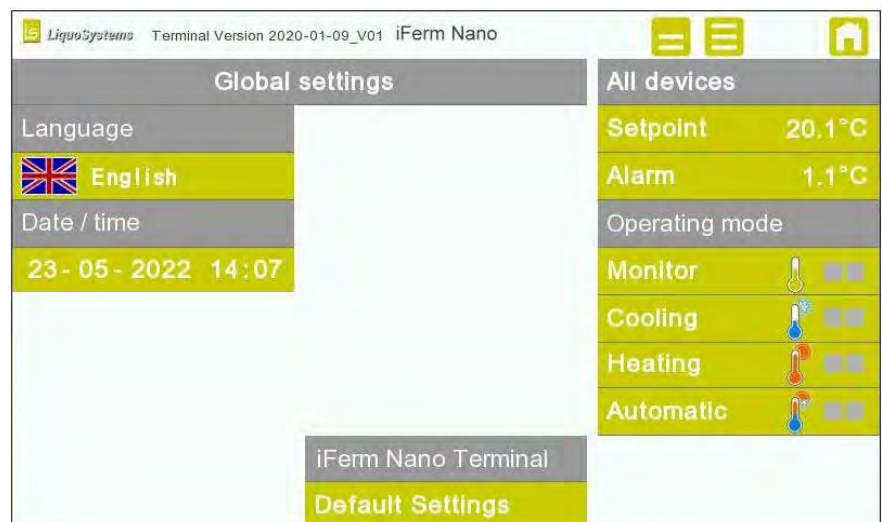 LS LiquoSystems Terminal Version 2020-01-09_V01 iFerm Nano
Global settings
Language
English
Date / time
23-05-2022 14:07
iFerm Nano Terminal
Default Settings
All devices
Setpoint 20.1°C
Alarm 1.1°C
Operating mode
Monitor
Cooling
Heating
Automatic